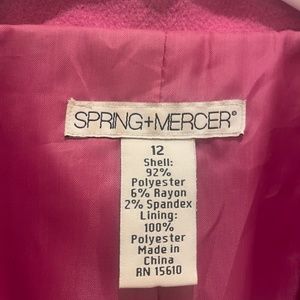 SPRING+MERCER®
12
Shell:
92%
Polyester
6% Rayon
2% Spandex
Lining:
100%
Polyester
Made in
China
RN 15610